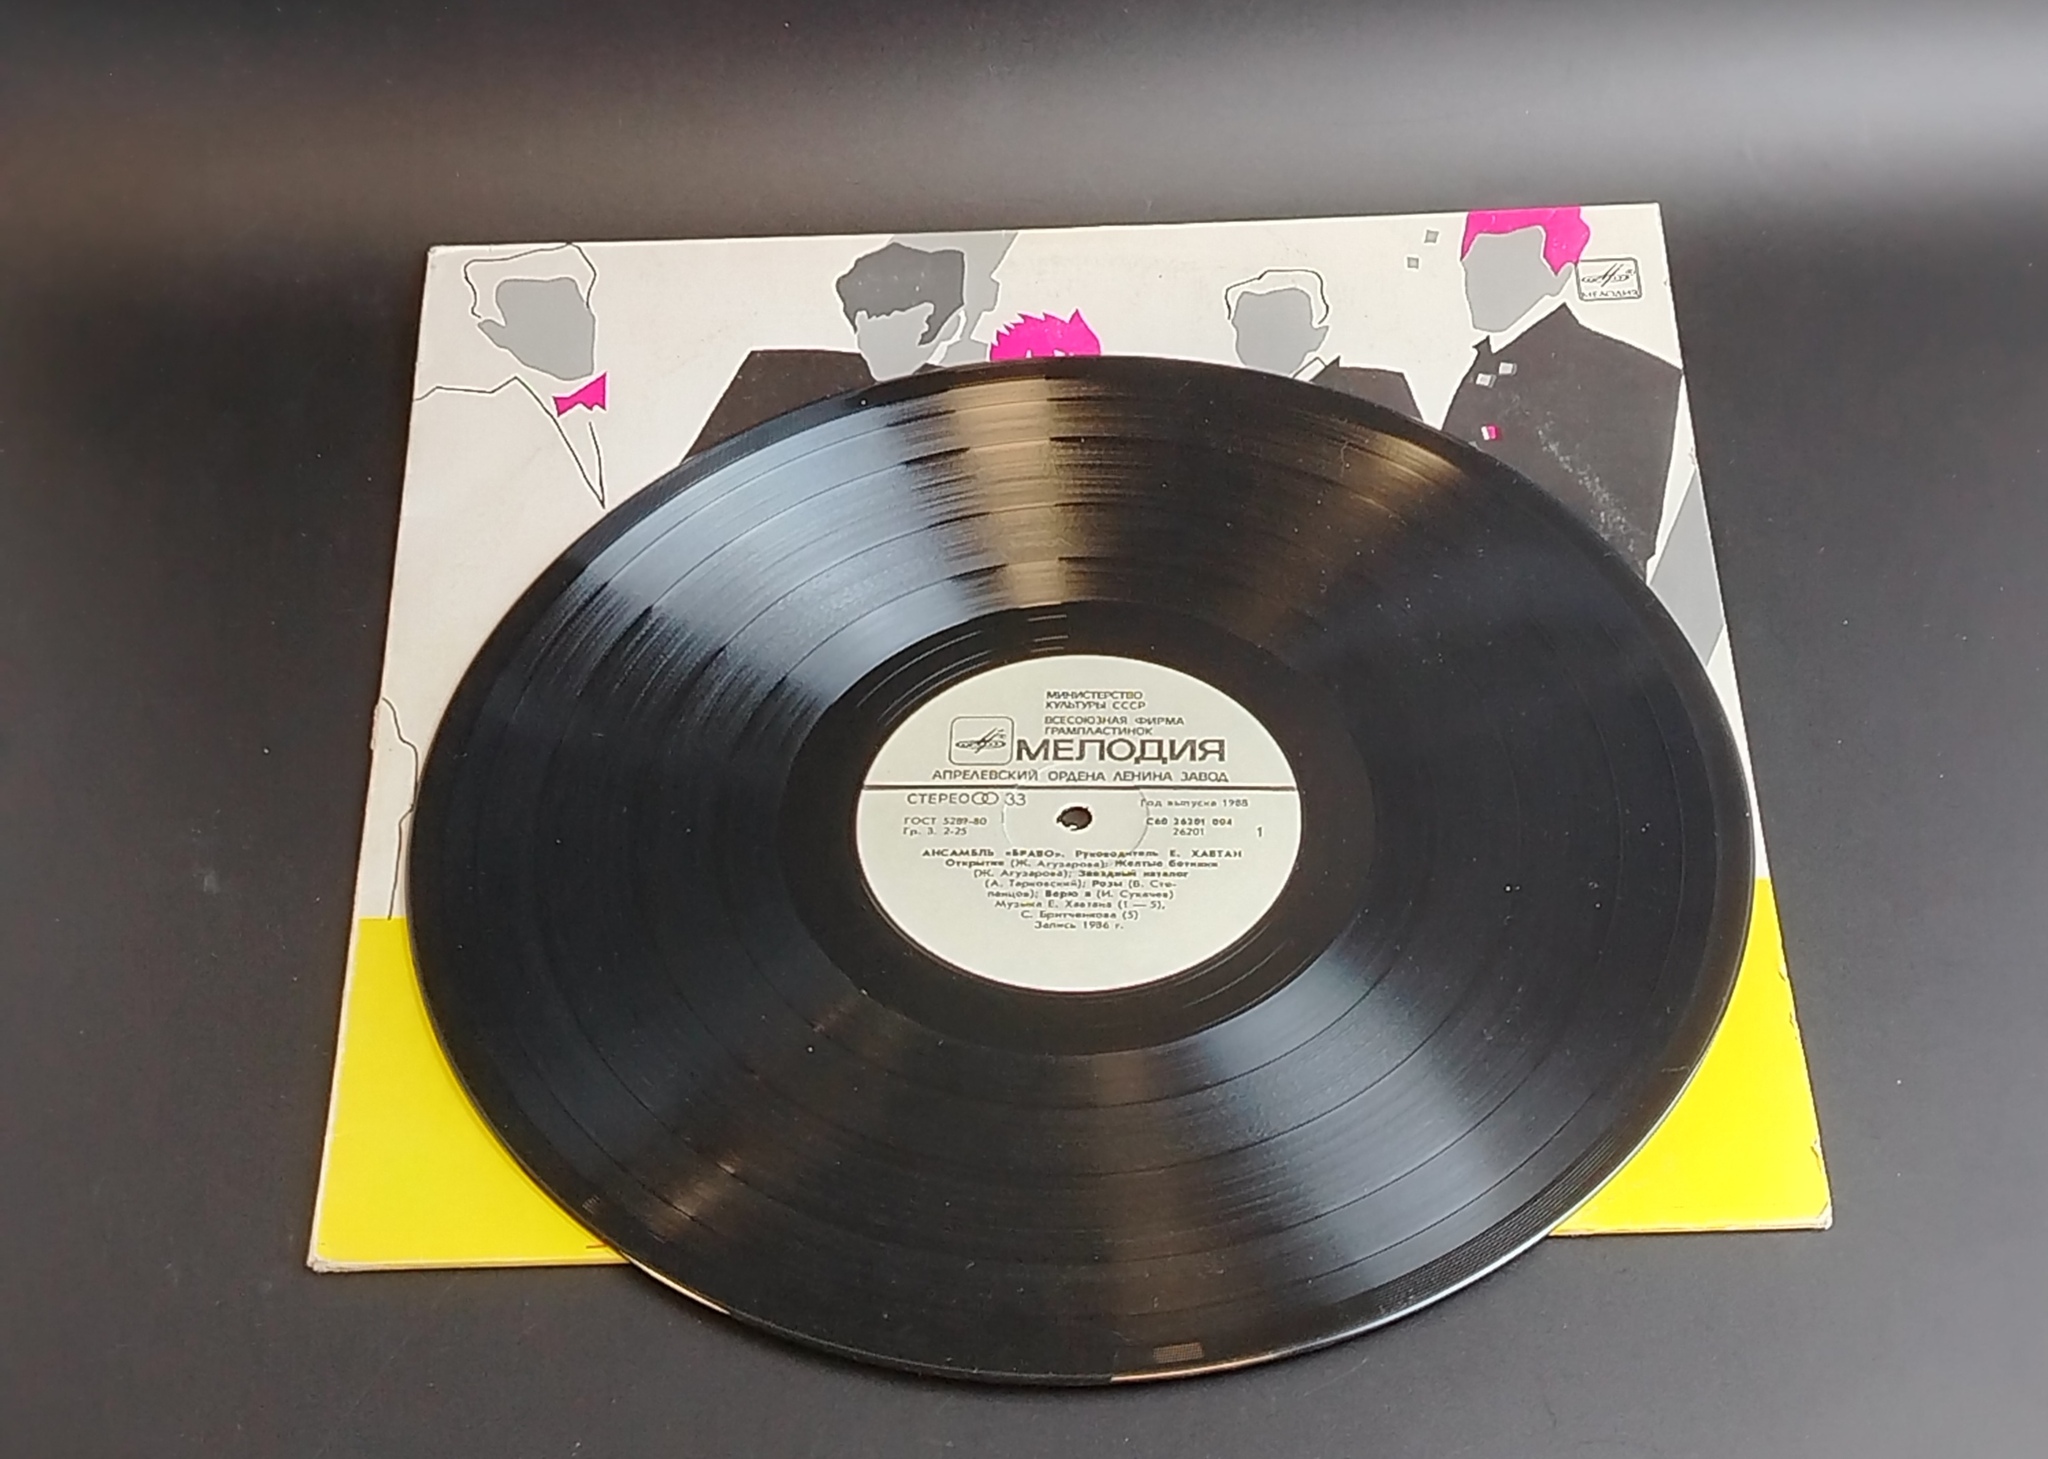 МЕЛОДИЯ
МИНИСТЕРСТВО
КУЛЬТУРЫ СССР
ВСЕСОЮЗНАЯ ФИРМА
ГРАМПЛАСТИНОК
МЕЛОДИЯ
АПРЕЛЕВСКИЙ ОРДЕНА ЛЕНИНА ЗАВОД
СТЕРЕО 33
Год выпуска 1988
ГОСТ 5289-80
Гр. 3. 2-25
С60 26201 004
26201
1
АНСАМБЛЬ «БРАВО». Руководитель Е. ХАВТАН
Открытие (Ж. Агузарова); Желтые ботинки
(Ж. Агузарова); Звездный каталог
(А. Тарковский); Розы (В. Сте-
панцов); Верю я (И. Сукачев)
Музыка Е. Хавтана (1 — 5),
С. Бритченкова (5)
Запись 1986 г.